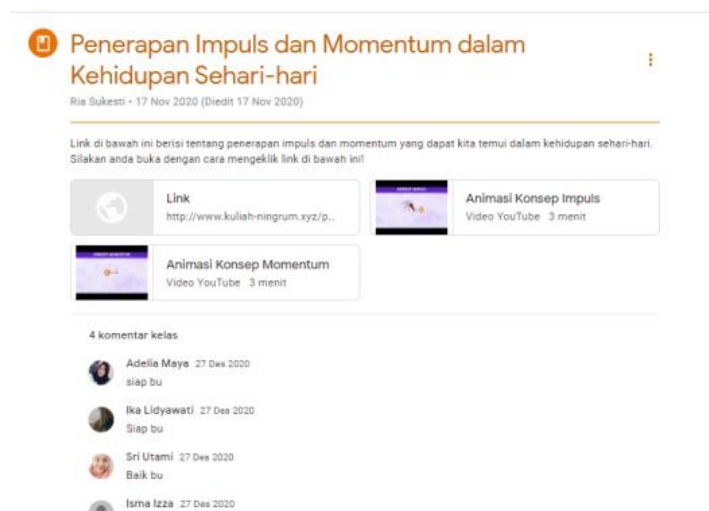 Penerapan Impuls dan Momentum dalam
Kehidupan Sehari-hari
Ria Sukesti • 17 Nov 2020 (Diedit 17 Nov 2020)
Link di bawah ini berisi tentang penerapan impuls dan momentum yang dapat kita temui dalam kehidupan sehari-hari.
Silakan anda buka dengan cara mengeklik link di bawah ini!
Link
http://www.kuliah-ningrum.xyz/p...
Animasi Konsep Impuls
Video YouTube 3 menit
Animasi Konsep Momentum
Video YouTube 3 menit
4 komentar kelas
Adelia Maya 27 Des 2020
siap bu
Ika Lidyawati 27 Des 2020
Siap bu
Sri Utami 27 Des 2020
Baik bu
Isma Izza 27 Des 2020